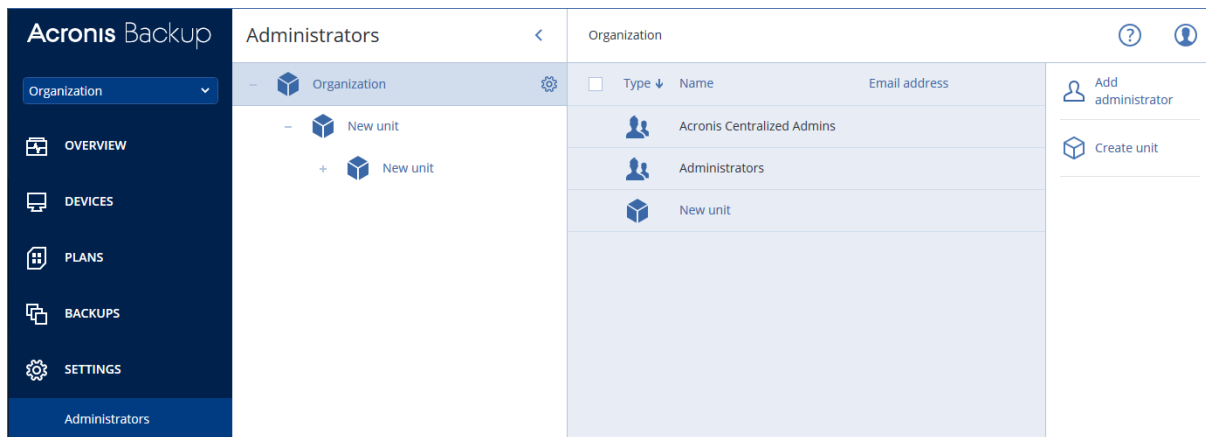 Acronis Backup
Organization
OVERVIEW
DEVICES
PLANS
BACKUPS
SETTINGS
Administrators
Administrators
Organization
New unit
New unit
Organization
Type Name Email address
Acronis Centralized Admins
Administrators
New unit
Add
administrator
Create unit